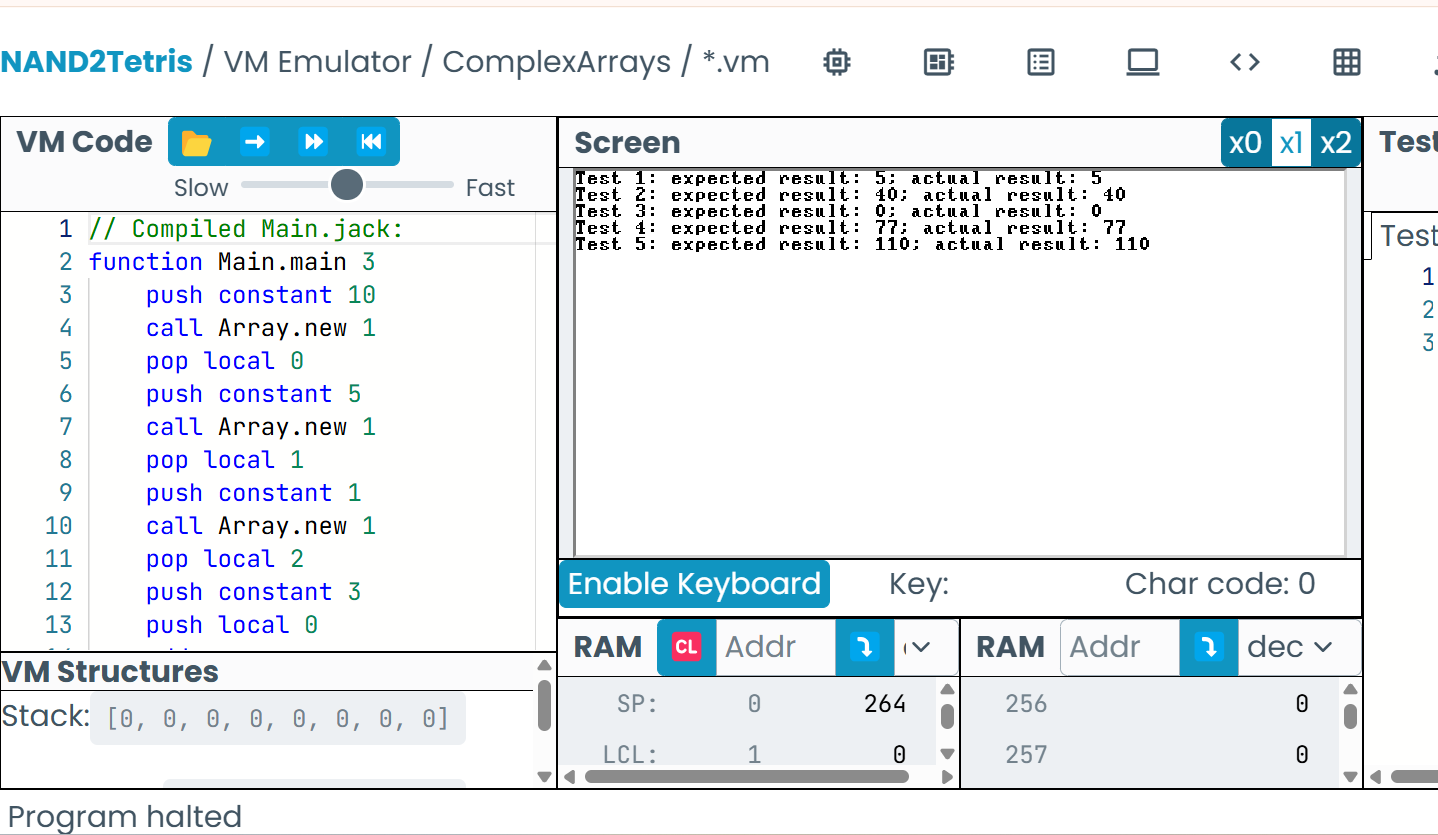 NAND2Tetris / VM Emulator / ComplexArrays / *.vm
VM Code
Slow Fast
1 // Compiled Main.jack:
2 function Main.main 3
3 push constant 10
4 call Array.new 1
5 pop local 0
6 push constant 5
7 call Array.new 1
8 pop local 1
9 push constant 1
10 call Array.new 1
11 pop local 2
12 push constant 3
13 push local 0
VM Structures
Stack: [0, 0, 0, 0, 0, 0, 0, 0]
Screen x0 x1 x2
Test 1: expected result: 5; actual result: 5
Test 2: expected result: 40; actual result: 40
Test 3: expected result: 0; actual result: 0
Test 4: expected result: 77; actual result: 77
Test 5: expected result: 110; actual result: 110
Enable Keyboard Key: Char code: 0
RAM CL Addr
SP: 0 264
LCL: 1 0
RAM Addr dec
256 0
257 0
Test
Test
1
2
3
Program halted